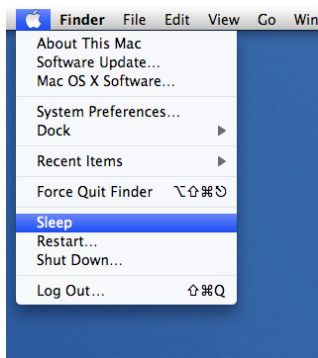 Finder File Edit View Go Win
About This Mac
Software Update...
Mac OS X Software...
System Preferences...
Dock ▶
Recent Items ▶
Force Quit Finder ⌥⇧⌘⎋
Sleep
Restart...
Shut Down...
Log Out... ⇧⌘Q